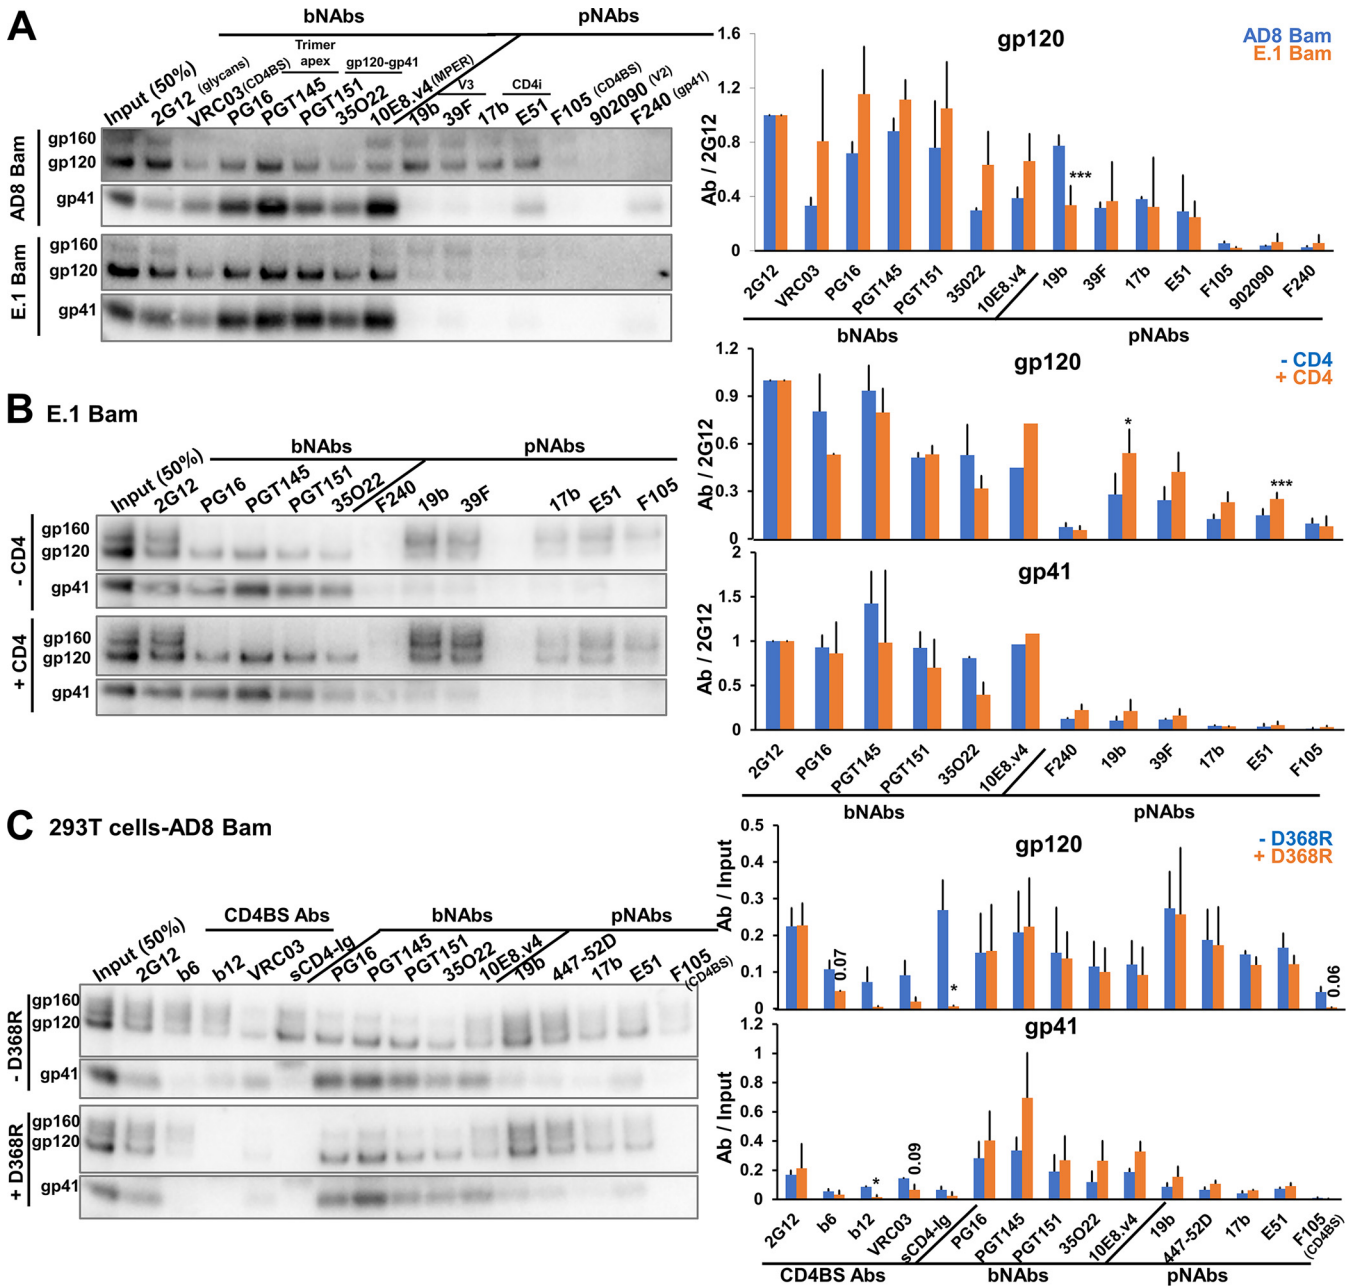 A
bNAbs
pNAbs
Trimer apex
gp120-gp41
V3
CD4i
Input (50%)
2G12 (glycans)
VRC03 (CD4BS)
PG16
PGT145
PGT151
35O22
10E8.v4 (MPER)
19b
39F
17b
E51
F105 (CD4BS)
902090 (V2)
F240 (gp41)
AD8 Bam
gp160
gp120
gp41
E.1 Bam
gp160
gp120
gp41
gp120
AD8 Bam
E.1 Bam
Ab / 2G12
1.6
1.2
0.8
0.4
0
***
2G12
VRC03
PG16
PGT145
PGT151
35022
10E8.v4
19b
39F
17b
E51
F105
902090
F240
bNAbs
pNAbs
B E.1 Bam
bNAbs
pNAbs
Input (50%)
2G12
PG16
PGT145
PGT151
35O22
F240
19b
39F
17b
E51
F105
- CD4
gp160
gp120
gp41
+ CD4
gp160
gp120
gp41
gp120
- CD4
+ CD4
Ab / 2G12
1.2
0.9
0.6
0.3
0
*
***
gp41
Ab / 2G12
2
1.5
1
0.5
0
2G12
PG16
PGT145
PGT151
35O22
10E8.v4
F240
19b
39F
17b
E51
F105
bNAbs
pNAbs
C 293T cells-AD8 Bam
CD4BS Abs
bNAbs
pNAbs
Input (50%)
2G12
b6
b12
VRC03
sCD4-Ig
PG16
PGT145
PGT151
35O22
10E8.v4
19b
447-52D
17b
E51
F105
(CD4BS)
- D368R
gp160
gp120
gp41
+ D368R
gp160
gp120
gp41
gp120
- D368R
+ D368R
Ab / Input
0.5
0.4
0.3
0.2
0.1
0
0.07
*
0.06
gp41
Ab / Input
1.2
1
0.8
0.6
0.4
0.2
0
*
0.09
2G12
b6
b12
VRC03
sCD4-Ig
PG16
PGT145
PGT151
35O22
10E8.v4
19b
447-52D
17b
E51
F105
(CD4BS)
CD4BS Abs
bNAbs
pNAbs